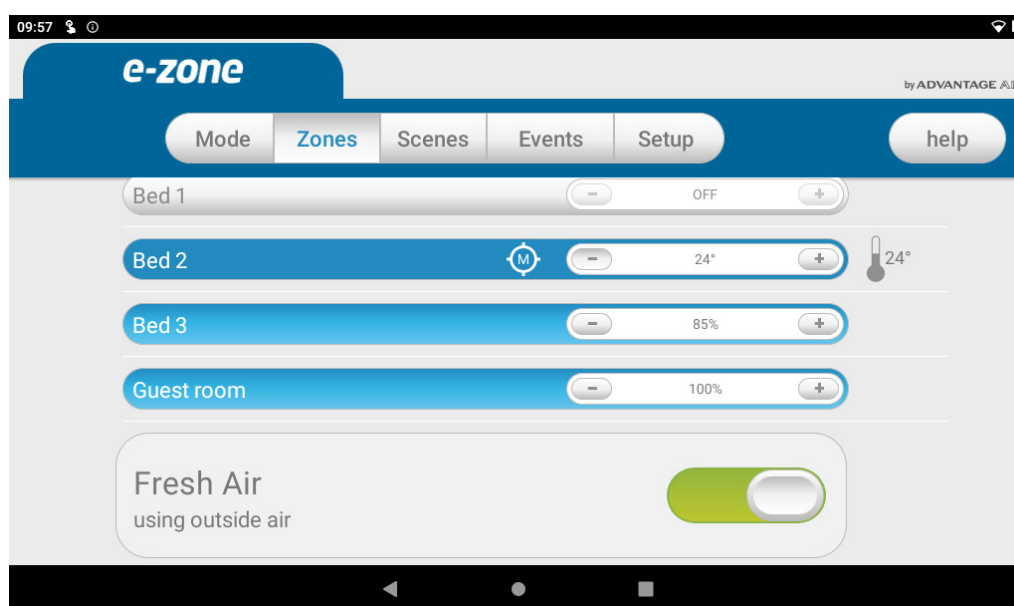 09:57
e-zone
by ADVANTAGE AI
Mode Zones Scenes Events Setup help
Bed 1 - OFF +
Bed 2 M - 24° + 24°
Bed 3 - 85% +
Guest room - 100% +
Fresh Air
using outside air